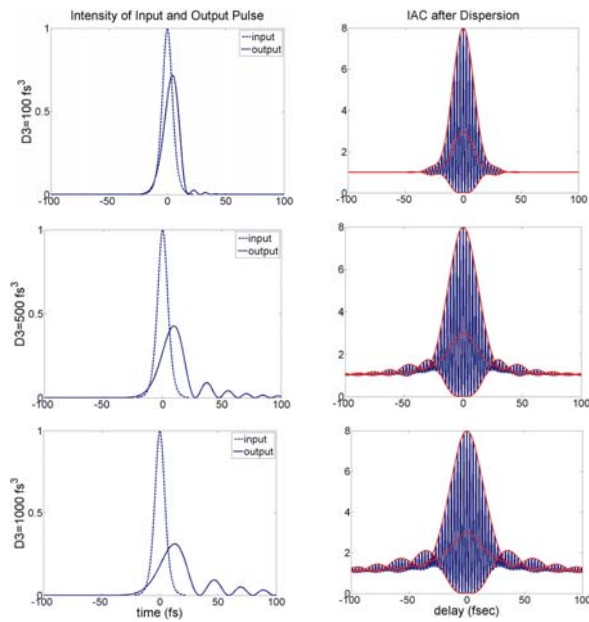 Intensity of Input and Output Pulse
IAC after Dispersion
D3=100 fs³
1
0.5
0
-100 -50 0 50 100
input
output
8
6
4
2
0
-100 -50 0 50 100
D3=500 fs³
1
0.5
0
-100 -50 0 50 100
input
output
8
6
4
2
0
-100 -50 0 50 100
D3=1000 fs³
1
0.5
0
-100 -50 0 50 100
time (fs)
input
output
8
6
4
2
0
-100 -50 0 50 100
delay (fsec)